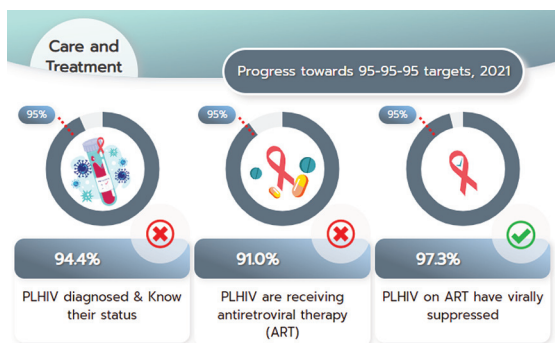 Care and
Treatment
Progress towards 95-95-95 targets, 2021
95%
95%
95%
94.4%
91.0%
97.3%
PLHIV diagnosed & Know
their status
PLHIV are receiving
antiretroviral therapy
(ART)
PLHIV on ART have virally
suppressed